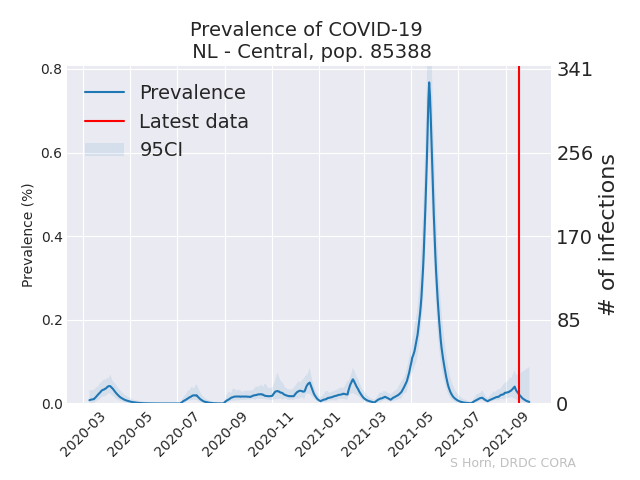 Prevalence of COVID-19
NL - Central, pop. 85388
Prevalence
Latest data
95CI
Prevalence (%)
0.8
0.6
0.4
0.2
0.0
341
256
170
85
0
# of infections
2020-03
2020-05
2020-07
2020-09
2020-11
2021-01
2021-03
2021-05
2021-07
2021-09
S Horn, DRDC CORA